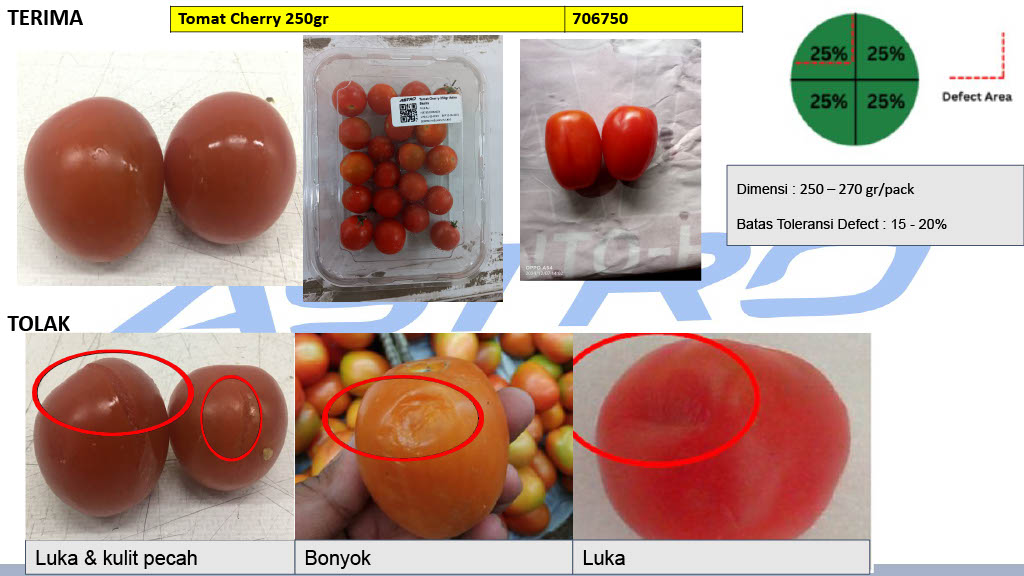 TERIMA
Tomat Cherry 250gr 706750
25% 25%
25% 25%
Defect Area
Dimensi : 250 – 270 gr/pack
Batas Toleransi Defect : 15 - 20%
ASTRO
TOLAK
Luka & kulit pecah
Bonyok
Luka